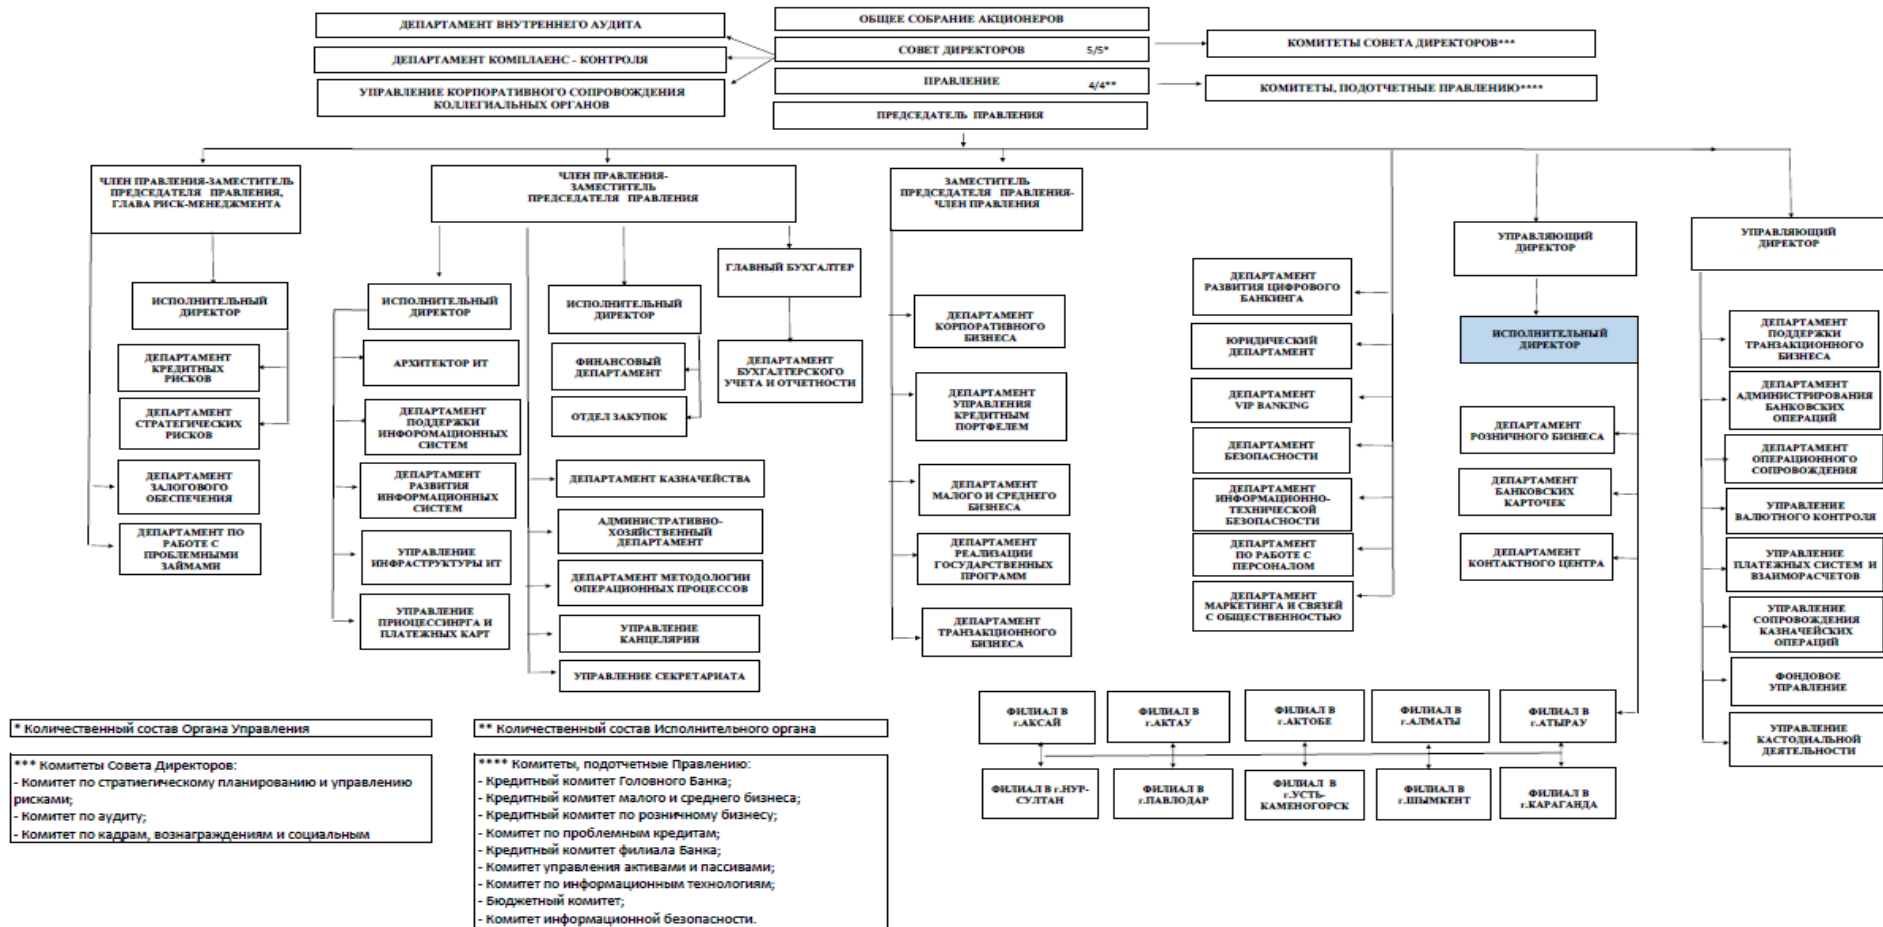 ДЕПАРТАМЕНТ ВНУТРЕННЕГО АУДИТА
ДЕПАРТАМЕНТ КОМПЛАЕНС - КОНТРОЛЯ
УПРАВЛЕНИЕ КОРПОРАТИВНОГО СОПРОВОЖДЕНИЯ
КОЛЛЕГИАЛЬНЫХ ОРГАНОВ
ОБЩЕЕ СОБРАНИЕ АКЦИОНЕРОВ
СОВЕТ ДИРЕКТОРОВ 5/5*
ПРАВЛЕНИЕ 4/4**
ПРЕДСЕДАТЕЛЬ ПРАВЛЕНИЯ
КОМИТЕТЫ СОВЕТА ДИРЕКТОРОВ***
КОМИТЕТЫ, ПОДОТЧЕТНЫЕ ПРАВЛЕНИЮ****
ЧЛЕН ПРАВЛЕНИЯ-ЗАМЕСТИТЕЛЬ
ПРЕДСЕДАТЕЛЯ ПРАВЛЕНИЯ,
ГЛАВА РИСК-МЕНЕДЖМЕНТА
ИСПОЛНИТЕЛЬНЫЙ
ДИРЕКТОР
ДЕПАРТАМЕНТ
КРЕДИТНЫХ
РИСКОВ
ДЕПАРТАМЕНТ
СТРАТЕГИЧЕСКИХ
РИСКОВ
ДЕПАРТАМЕНТ
ЗАЛОГОВОГО
ОБЕСПЕЧЕНИЯ
ДЕПАРТАМЕНТ ПО
РАБОТЕ С
ПРОБЛЕМНЫМИ
ЗАЙМАМИ
ЧЛЕН ПРАВЛЕНИЯ-
ЗАМЕСТИТЕЛЬ
ПРЕДСЕДАТЕЛЯ ПРАВЛЕНИЯ
ИСПОЛНИТЕЛЬНЫЙ
ДИРЕКТОР
АРХИТЕКТОР ИТ
ДЕПАРТАМЕНТ
ПОДДЕРЖКИ
ИНФОРОМАЦИОННЫХ
СИСТЕМ
ДЕПАРТАМЕНТ
РАЗВИТИЯ
ИНФОРМАЦИОННЫХ
СИСТЕМ
УПРАВЛЕНИЕ
ИНФРАСТРУКТУРЫ ИТ
УПРАВЛЕНИЕ
ПРИОЦЕССИНРГА И
ПЛАТЕЖНЫХ КАРТ
ИСПОЛНИТЕЛЬНЫЙ
ДИРЕКТОР
ФИНАНСОВЫЙ
ДЕПАРТАМЕНТ
ОТДЕЛ ЗАКУПОК
ДЕПАРТАМЕНТ КАЗНАЧЕЙСТВА
АДМИНИСТРАТИВНО-
ХОЗЯЙСТВЕННЫЙ
ДЕПАРТАМЕНТ
ДЕПАРТАМЕНТ МЕТОДОЛОГИИ
ОПЕРАЦИОННЫХ ПРОЦЕССОВ
УПРАВЛЕНИЕ
КАНЦЕЛЯРИИ
УПРАВЛЕНИЕ СЕКРЕТАРИАТА
ГЛАВНЫЙ БУХГАЛТЕР
ДЕПАРТАМЕНТ
БУХГАЛТЕРСКОГО
УЧЕТА И ОТЧЕТНОСТИ
ЗАМЕСТИТЕЛЬ
ПРЕДСЕДАТЕЛЯ ПРАВЛЕНИЯ-
ЧЛЕН ПРАВЛЕНИЯ
ДЕПАРТАМЕНТ
КОРПОРАТИВНОГО
БИЗНЕСА
ДЕПАРТАМЕНТ
УПРАВЛЕНИЯ
КРЕДИТНЫМ
ПОРТФЕЛЕМ
ДЕПАРТАМЕНТ
МАЛОГО И СРЕДНЕГО
БИЗНЕСА
ДЕПАРТАМЕНТ
РЕАЛИЗАЦИИ
ГОСУДАРСТВЕННЫХ
ПРОГРАММ
ДЕПАРТАМЕНТ
ТРАНЗАКЦИОННОГО
БИЗНЕСА
ДЕПАРТАМЕНТ
РАЗВИТИЯ ЦИФРОВОГО
БАНКИНГА
ЮРИДИЧЕСКИЙ
ДЕПАРТАМЕНТ
ДЕПАРТАМЕНТ
VIP BANKING
ДЕПАРТАМЕНТ
БЕЗОПАСНОСТИ
ДЕПАРТАМЕНТ
ИНФОРМАЦИОННО-
ТЕХНИЧЕСКОЙ
БЕЗОПАСНОСТИ
ДЕПАРТАМЕНТ
ПО РАБОТЕ С
ПЕРСОНАЛОМ
ДЕПАРТАМЕНТ
МАРКЕТИНГА И СВЯЗЕЙ
С ОБЩЕСТВЕННОСТЬЮ
УПРАВЛЯЮЩИЙ
ДИРЕКТОР
ИСПОЛНИТЕЛЬНЫЙ
ДИРЕКТОР
ДЕПАРТАМЕНТ
РОЗНИЧНОГО БИЗНЕСА
ДЕПАРТАМЕНТ
БАНКОВСКИХ
КАРТОЧЕК
ДЕПАРТАМЕНТ
КОНТАКТНОГО ЦЕНТРА
УПРАВЛЯЮЩИЙ
ДИРЕКТОР
ДЕПАРТАМЕНТ
ПОДДЕРЖКИ
ТРАНЗАКЦИОННОГО
БИЗНЕСА
ДЕПАРТАМЕНТ
АДМИНИСТРИРОВАНИЯ
БАНКОВСКИХ
ОПЕРАЦИЙ
ДЕПАРТАМЕНТ
ОПЕРАЦИОННОГО
СОПРОВОЖДЕНИЯ
УПРАВЛЕНИЕ
ВАЛЮТНОГО КОНТРОЛЯ
УПРАВЛЕНИЕ
ПЛАТЕЖНЫХ СИСТЕМ И
ВЗАИМОРАСЧЕТОВ
УПРАВЛЕНИЕ
СОПРОВОЖДЕНИЯ
КАЗНАЧЕЙСКИХ
ОПЕРАЦИЙ
ФОНДОВОЕ
УПРАВЛЕНИЕ
УПРАВЛЕНИЕ
КАСТОДИАЛЬНОЙ
ДЕЯТЕЛЬНОСТИ
ФИЛИАЛ В
г.АКСАЙ
ФИЛИАЛ В
г.АКТАУ
ФИЛИАЛ В
г.АКТОБЕ
ФИЛИАЛ В
г.АЛМАТЫ
ФИЛИАЛ В
г.АТЫРАУ
ФИЛИАЛ В г.НУР-
СУЛТАН
ФИЛИАЛ В
г.ПАВЛОДАР
ФИЛИАЛ В
г.УСТЬ-
КАМЕНОГОРСК
ФИЛИАЛ В
г.ШЫМКЕНТ
ФИЛИАЛ В
г.КАРАГАНДА
* Количественный состав Органа Управления
*** Комитеты Совета Директоров:
- Комитет по стратиегическому планированию и управлению
рисками;
- Комитет по аудиту;
- Комитет по кадрам, вознаграждениям и социальным
** Количественный состав Исполнительного органа
**** Комитеты, подотчетные Правлению:
- Кредитный комитет Головного Банка;
- Кредитный комитет малого и среднего бизнеса;
- Кредитный комитет по розничному бизнесу;
- Комитет по проблемным кредитам;
- Кредитный комитет филиала Банка;
- Комитет управления активами и пассивами;
- Комитет по информационным технологиям;
- Бюджетный комитет;
- Комитет информационной безопасности.